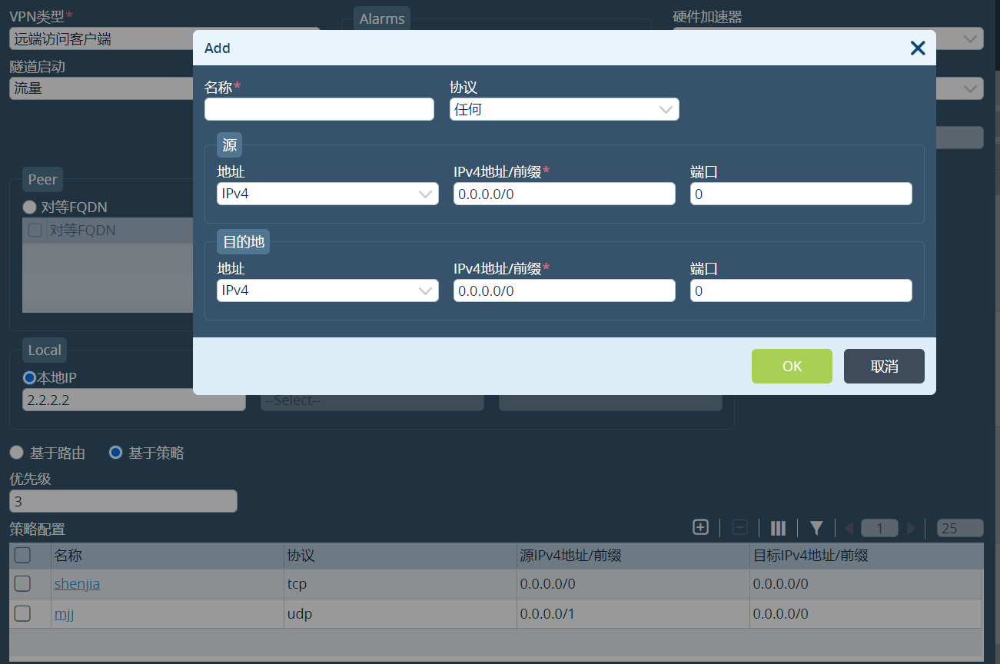 VPN类型*
Alarms
硬件加速器
远端访问客户端
隧道启动
流量
Add
名称*
协议
任何
源
地址
IPv4地址/前缀*
端口
IPv4
0.0.0.0/0
0
目的地
地址
IPv4地址/前缀*
端口
IPv4
0.0.0.0/0
0
OK
取消
Peer
对等FQDN
对等FQDN
Local
本地IP
2.2.2.2
--Select--
基于路由
基于策略
优先级
3
策略配置
1
25
名称
协议
源IPv4地址/前缀
目标IPv4地址/前缀
shenjia
tcp
0.0.0.0/0
0.0.0.0/0
mjj
udp
0.0.0.0/1
0.0.0.0/0